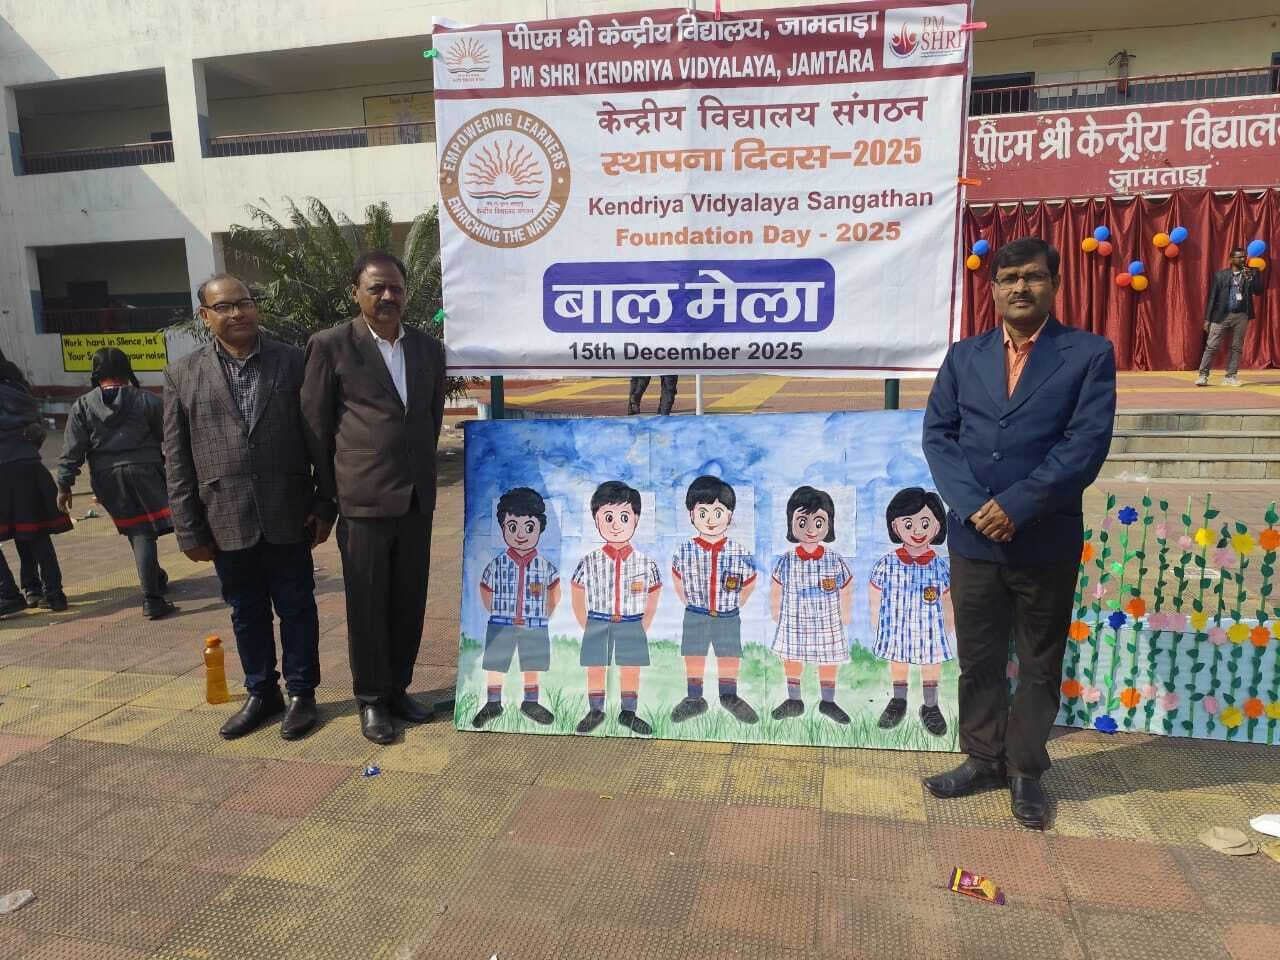 पीएम श्री केन्द्रीय विद्यालय, जामताड़ा
PM SHRI KENDRIYA VIDYALAYA, JAMTARA
PM SHRI
EMPOWERING LEARNERS
ENRICHING THE NATION
केन्द्रीय विद्यालय संगठन
केन्द्रीय विद्यालय संगठन
स्थापना दिवस–2025
Kendriya Vidyalaya Sangathan
Foundation Day - 2025
बाल मेला
15th December 2025
पीएम श्री केन्द्रीय विद्याल
जामताड़ा
Work hard in Silence, let
your noise.